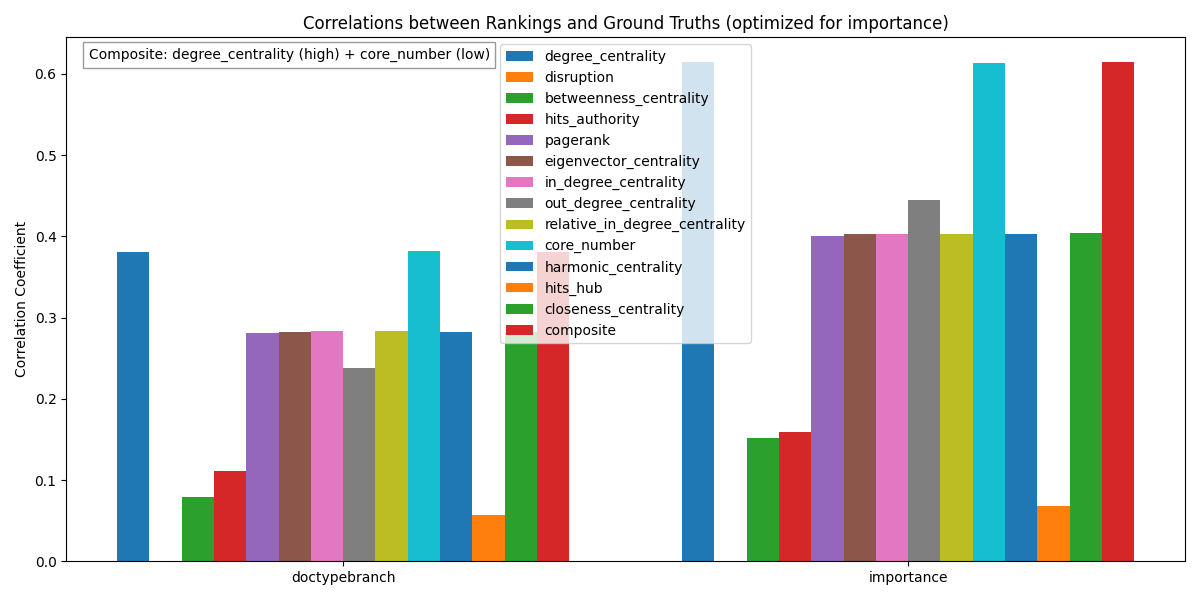 Correlations between Rankings and Ground Truths (optimized for importance)
Composite: degree_centrality (high) + core_number (low)
degree_centrality
disruption
betweenness_centrality
hits_authority
pagerank
eigenvector_centrality
in_degree_centrality
out_degree_centrality
relative_in_degree_centrality
core_number
harmonic_centrality
hits_hub
closeness_centrality
composite
Correlation Coefficient
0.6
0.5
0.4
0.3
0.2
0.1
0.0
doctypebranch
importance